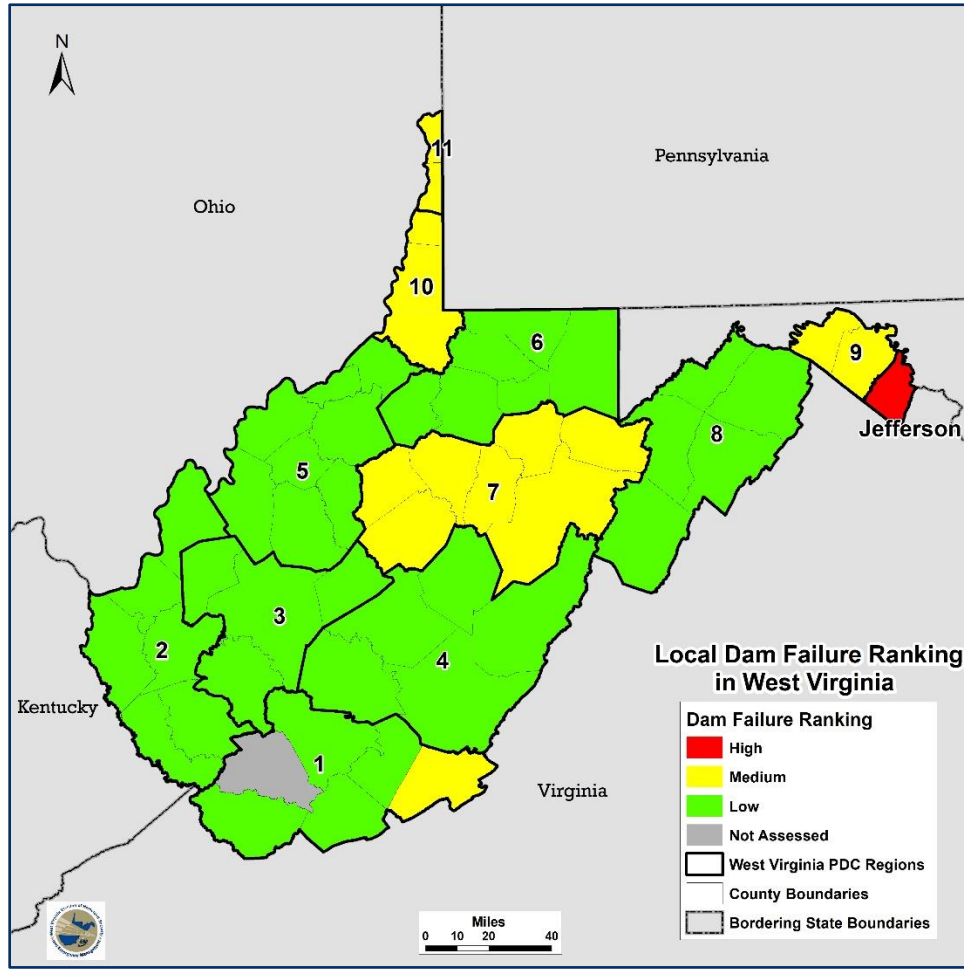 N
Pennsylvania
Ohio
11
10
6
9
8
Jefferson
5
7
3
2
4
Kentucky
1
Virginia
Local Dam Failure Ranking
in West Virginia
Dam Failure Ranking
High
Medium
Low
Not Assessed
West Virginia PDC Regions
County Boundaries
Bordering State Boundaries
Miles
0 10 20 40